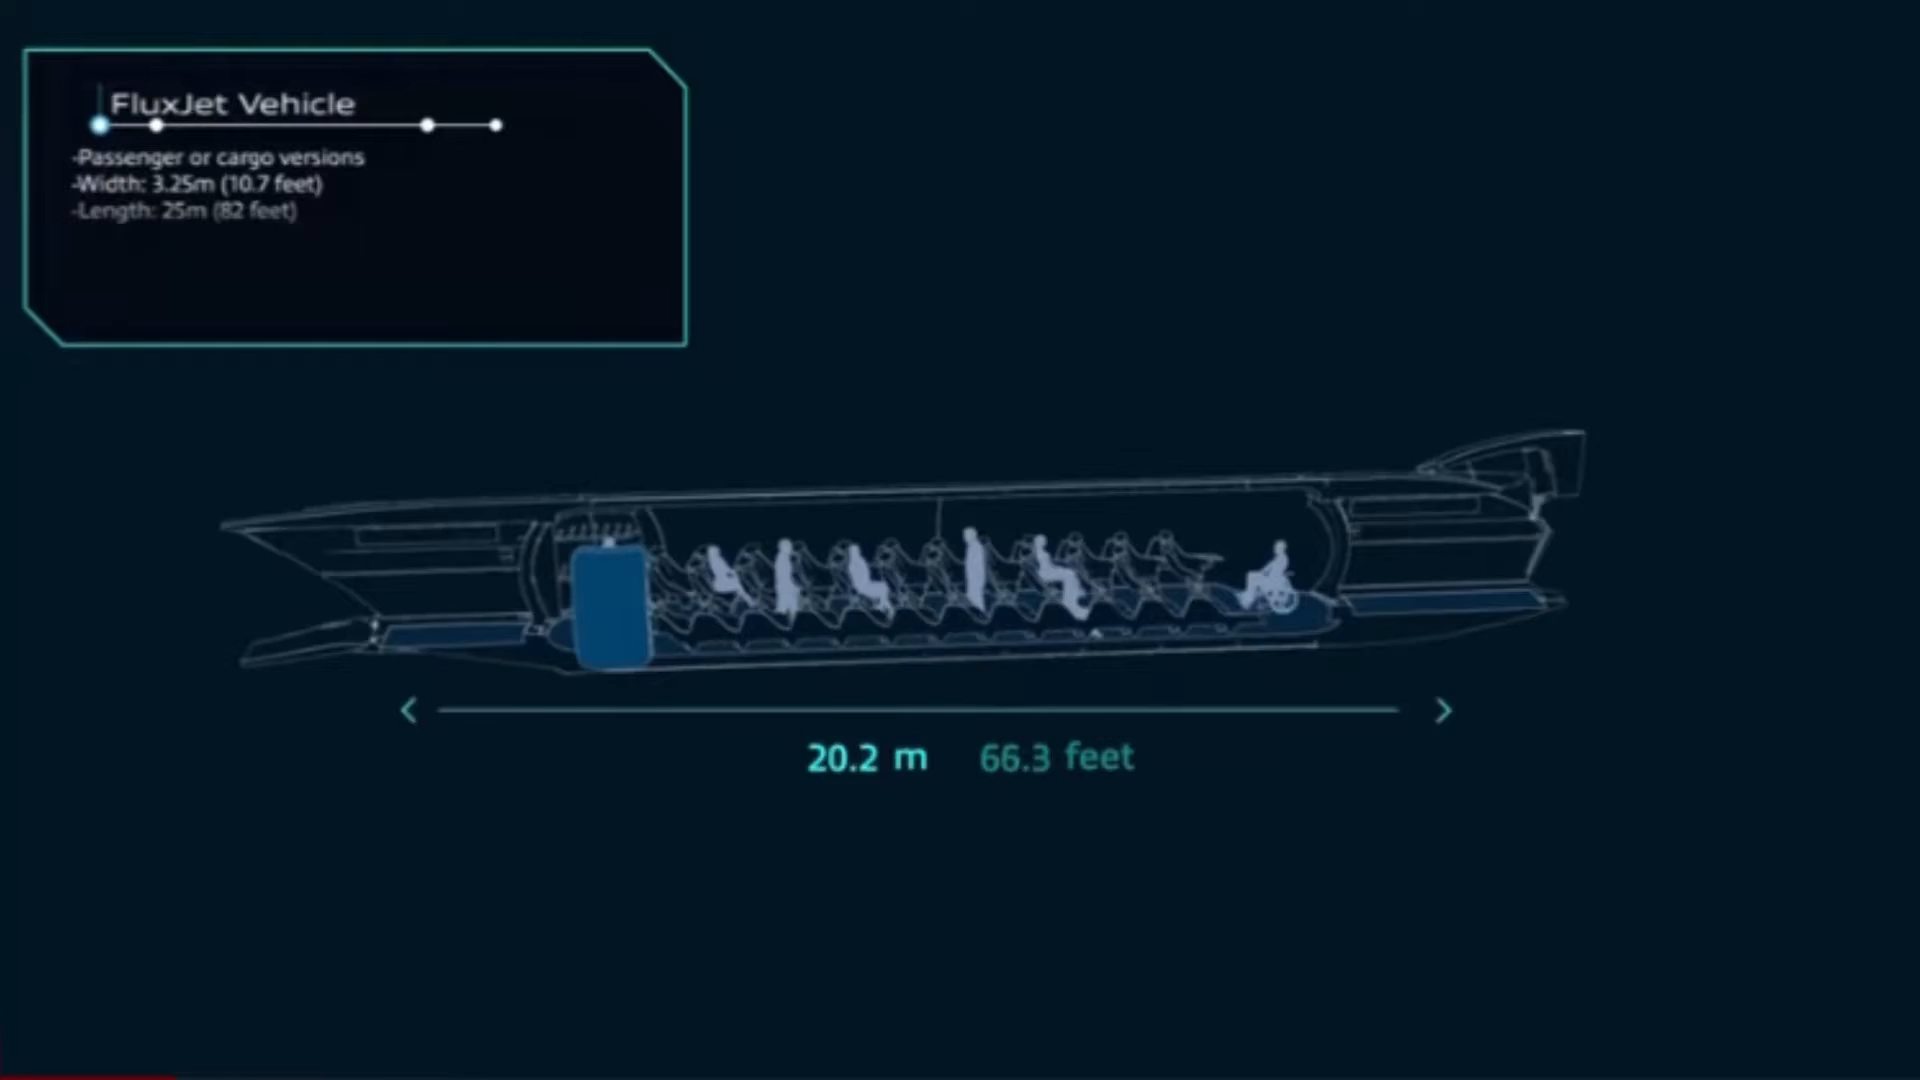 FluxJet Vehicle
-Passenger or cargo versions
-Width: 3.25m (10.7 feet)
-Length: 25m (82 feet)
20.2 m 66.3 feet